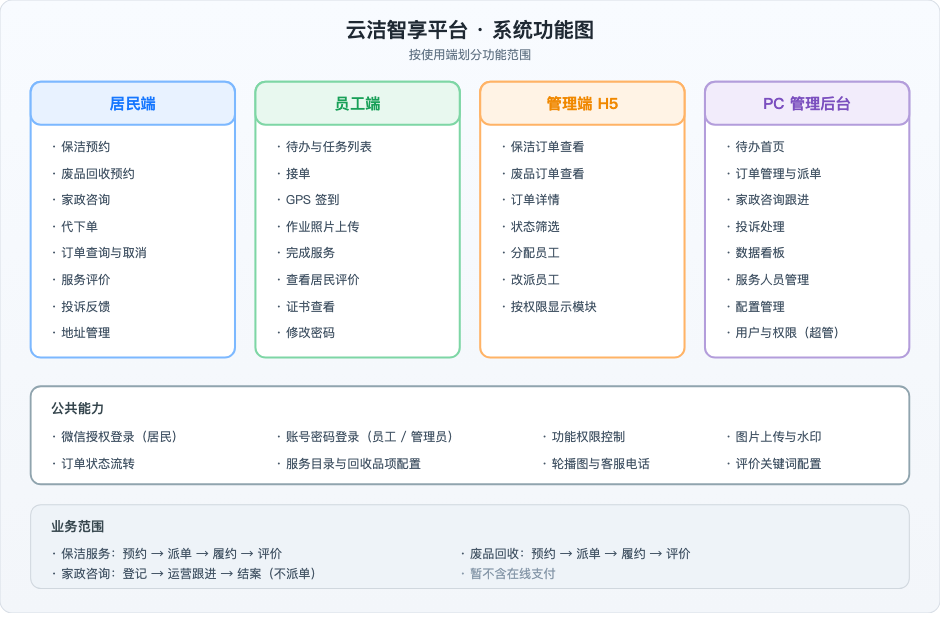 云洁智享平台 · 系统功能图
按使用端划分功能范围
居民端
· 保洁预约
· 废品回收预约
· 家政咨询
· 代下单
· 订单查询与取消
· 服务评价
· 投诉反馈
· 地址管理
员工端
· 待办与任务列表
· 接单
· GPS 签到
· 作业照片上传
· 完成服务
· 查看居民评价
· 证书查看
· 修改密码
管理端 H5
· 保洁订单查看
· 废品订单查看
· 订单详情
· 状态筛选
· 分配员工
· 改派员工
· 按权限显示模块
PC 管理后台
· 待办首页
· 订单管理与派单
· 家政咨询跟进
· 投诉处理
· 数据看板
· 服务人员管理
· 配置管理
· 用户与权限（超管）
公共能力
· 微信授权登录（居民）
· 账号密码登录（员工 / 管理员）
· 功能权限控制
· 图片上传与水印
· 订单状态流转
· 服务目录与回收品项配置
· 轮播图与客服电话
· 评价关键词配置
业务范围
· 保洁服务：预约 → 派单 → 履约 → 评价
· 废品回收：预约 → 派单 → 履约 → 评价
· 家政咨询：登记 → 运营跟进 → 结案（不派单）
· 暂不含在线支付